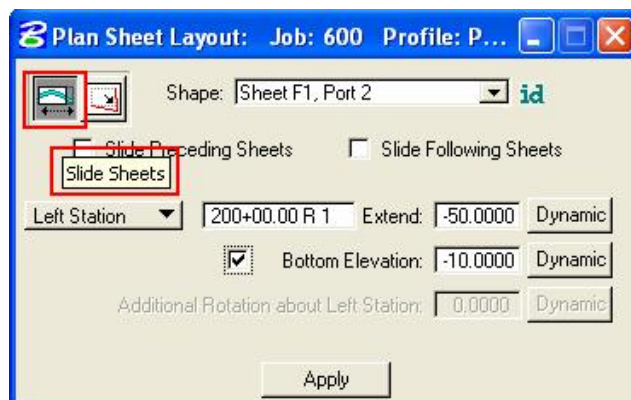 Plan Sheet Layout: Job: 600 Profile: P...
Shape: Sheet F1, Port 2 id
Slide Preceding Sheets Slide Following Sheets
Slide Sheets
Left Station 200+00.00 R 1 Extend: -50.0000 Dynamic
Bottom Elevation: -10.0000 Dynamic
Additional Rotation about Left Station: 0.0000 Dynamic
Apply